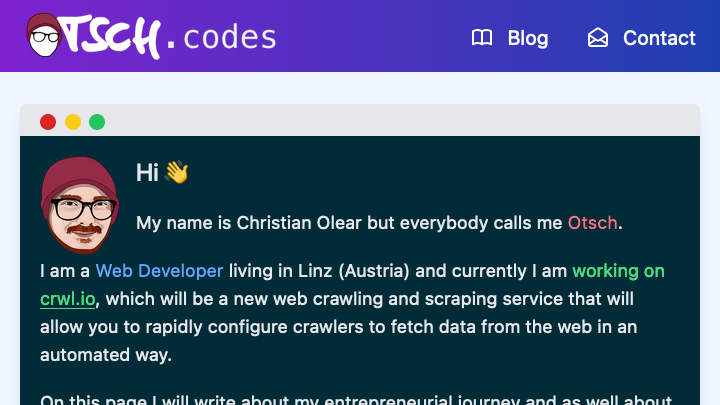 OTSCH.codes
Blog
Contact
Hi 👋
My name is Christian Olear but everybody calls me Otsch.
I am a Web Developer living in Linz (Austria) and currently I am working on
crwl.io, which will be a new web crawling and scraping service that will
allow you to rapidly configure crawlers to fetch data from the web in an
automated way.
On this page I will write about my entrepreneurial journey and as well about